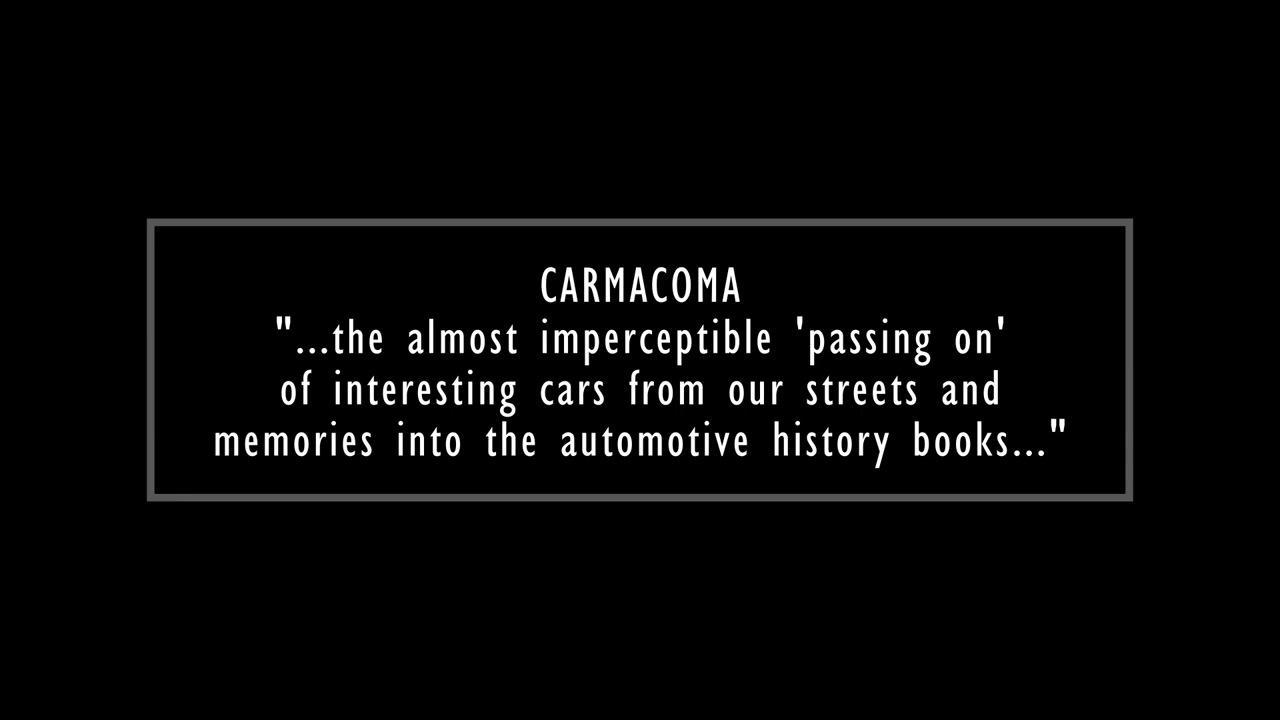 CARMACOMA
"...the almost imperceptible 'passing on'
of interesting cars from our streets and
memories into the automotive history books..."